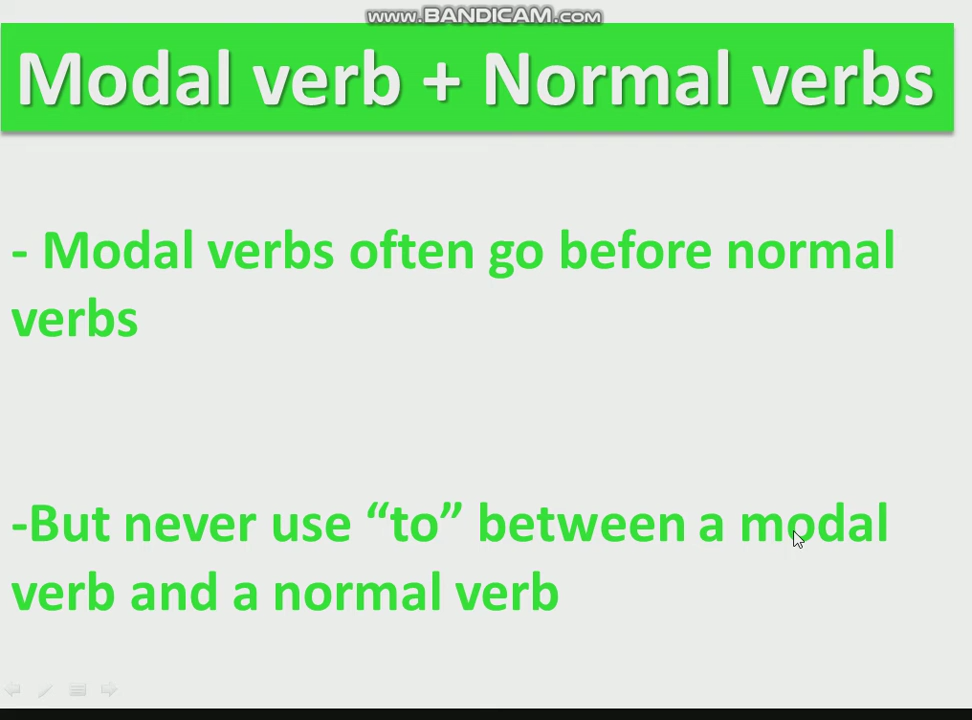 WWW.BANDICAM.COM
Modal verb + Normal verbs
- Modal verbs often go before normal
verbs
-But never use “to” between a modal
verb and a normal verb